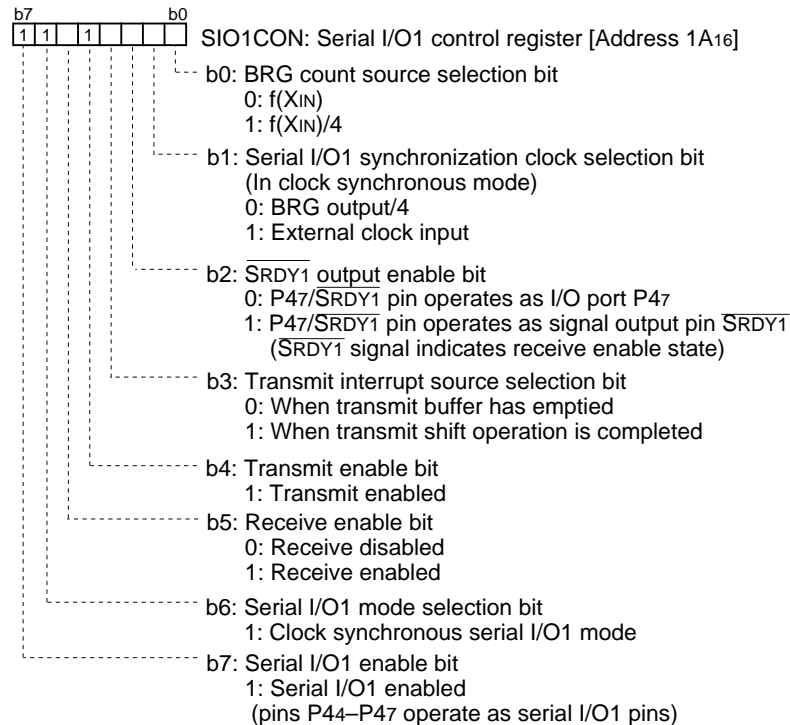 b7 b0
1 1 1 SIO1CON: Serial I/O1 control register [Address 1A16]
b0: BRG count source selection bit
0: f(XIN)
1: f(XIN)/4
b1: Serial I/O1 synchronization clock selection bit
(In clock synchronous mode)
0: BRG output/4
1: External clock input
b2: SRDY1 output enable bit
0: P47/SRDY1 pin operates as I/O port P47
1: P47/SRDY1 pin operates as signal output pin SRDY1
(SRDY1 signal indicates receive enable state)
b3: Transmit interrupt source selection bit
0: When transmit buffer has emptied
1: When transmit shift operation is completed
b4: Transmit enable bit
1: Transmit enabled
b5: Receive enable bit
0: Receive disabled
1: Receive enabled
b6: Serial I/O1 mode selection bit
1: Clock synchronous serial I/O1 mode
b7: Serial I/O1 enable bit
1: Serial I/O1 enabled
(pins P44–P47 operate as serial I/O1 pins)